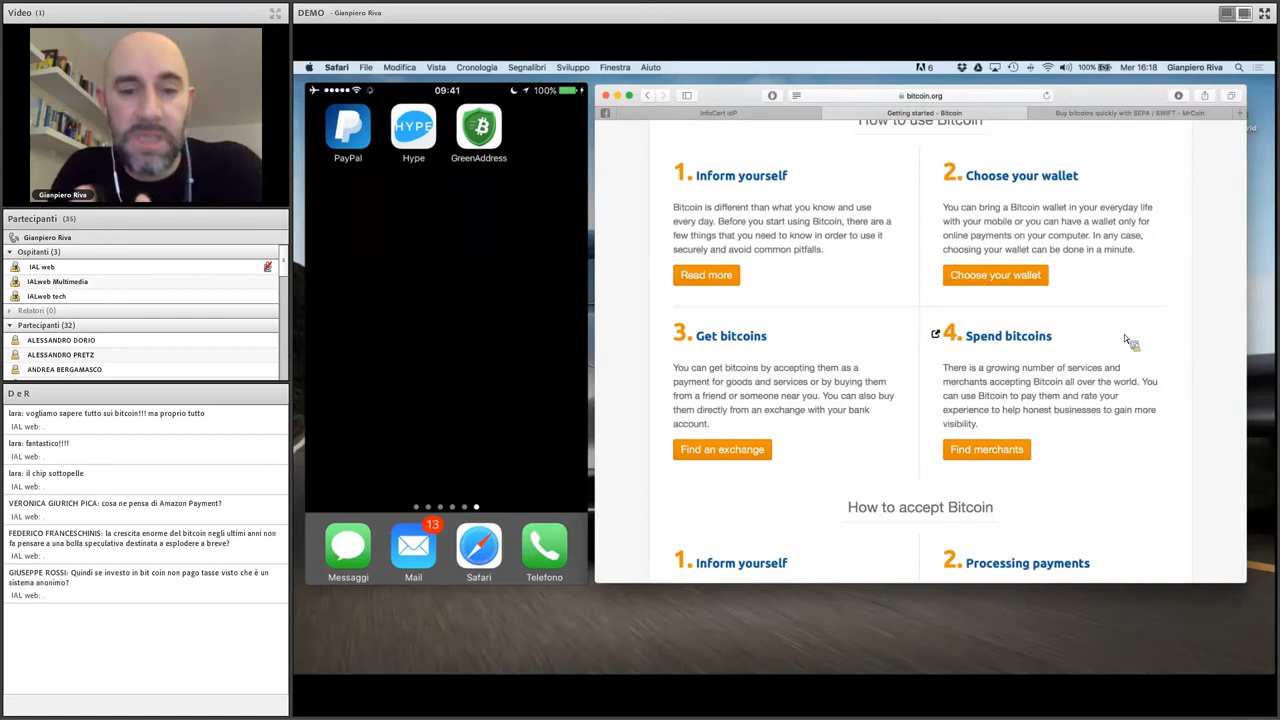 Video (1)
DEMO - Gianpiero Riva
Gianpiero Riva
Partecipanti (35)
Gianpiero Riva
Ospitanti (3)
IAL web
IALweb Multimedia
IALweb tech
Relatori (0)
Partecipanti (32)
ALESSANDRO DORIO
ALESSANDRO PRETZ
ANDREA BERGAMASCO
D e R
lara: vogliamo sapere tutto sui bitcoin!!! ma proprio tutto
IAL web: .
lara: fantastico!!!!
IAL web: .
lara: il chip sottopelle
IAL web: .
VERONICA GIURICH PICA: cosa ne pensa di Amazon Payment?
IAL web: .
FEDERICO FRANCESCHINIS: la crescita enorme del bitcoin negli ultimi anni non
fa pensare a una bolla speculativa destinata a esplodere a breve?
IAL web: .
GIUSEPPE ROSSI: Quindi se investo in bit coin non pago tasse visto che è un
sistema anonimo?
IAL web: .
Safari File Modifica Vista Cronologia Segnalibri Sviluppo Finestra Aiuto
6 100% Mer 16:18 Gianpiero Riva
09:41 100%
PayPal
HYPE
Hype
GreenAddress
13
Messaggi
Mail
Safari
Telefono
bitcoin.org
InfoCert IdP
Getting started - Bitcoin
Buy bitcoins quickly with SEPA / SWIFT - MrCoin
How to use Bitcoin
1. Inform yourself
Bitcoin is different than what you know and use
every day. Before you start using Bitcoin, there are a
few things that you need to know in order to use it
securely and avoid common pitfalls.
Read more
2. Choose your wallet
You can bring a Bitcoin wallet in your everyday life
with your mobile or you can have a wallet only for
online payments on your computer. In any case,
choosing your wallet can be done in a minute.
Choose your wallet
3. Get bitcoins
You can get bitcoins by accepting them as a
payment for goods and services or by buying them
from a friend or someone near you. You can also buy
them directly from an exchange with your bank
account.
Find an exchange
4. Spend bitcoins
There is a growing number of services and
merchants accepting Bitcoin all over the world. You
can use Bitcoin to pay them and rate your
experience to help honest businesses to gain more
visibility.
Find merchants
How to accept Bitcoin
1. Inform yourself
2. Processing payments